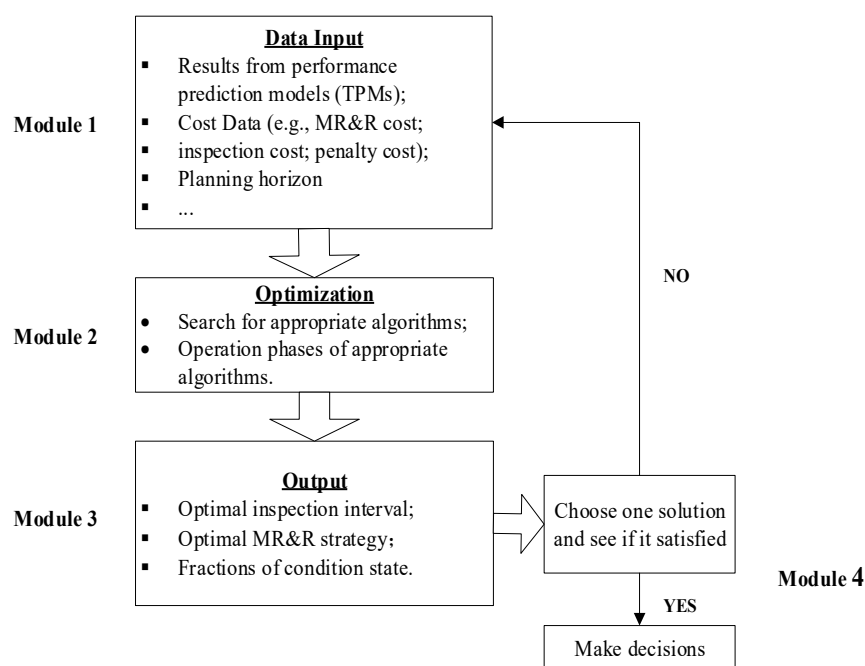 Module 1
Data Input
▪ Results from performance
prediction models (TPMs);
▪ Cost Data (e.g., MR&R cost;
▪ inspection cost; penalty cost);
▪ Planning horizon
▪ ...
NO
Module 2
Optimization
● Search for appropriate algorithms;
● Operation phases of appropriate
algorithms.
Module 3
Output
▪ Optimal inspection interval;
▪ Optimal MR&R strategy;
▪ Fractions of condition state.
Choose one solution
and see if it satisfied
Module 4
YES
Make decisions